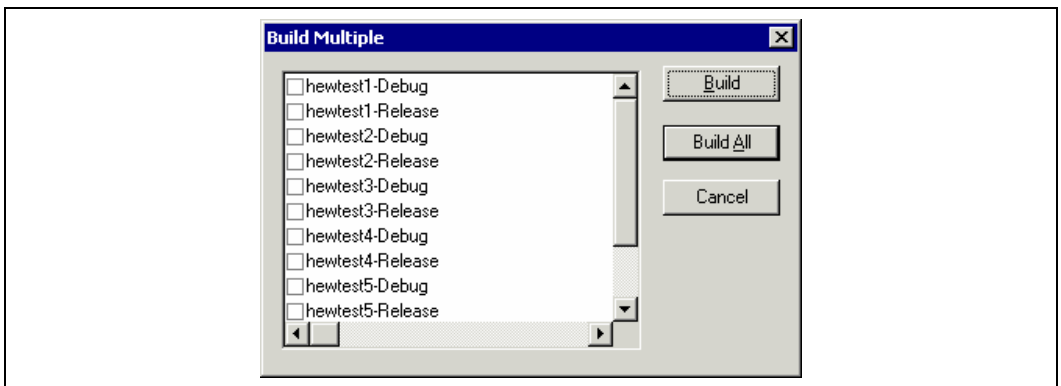 Build Multiple
hewtest1-Debug
hewtest1-Release
hewtest2-Debug
hewtest2-Release
hewtest3-Debug
hewtest3-Release
hewtest4-Debug
hewtest4-Release
hewtest5-Debug
hewtest5-Release
Build
Build All
Cancel